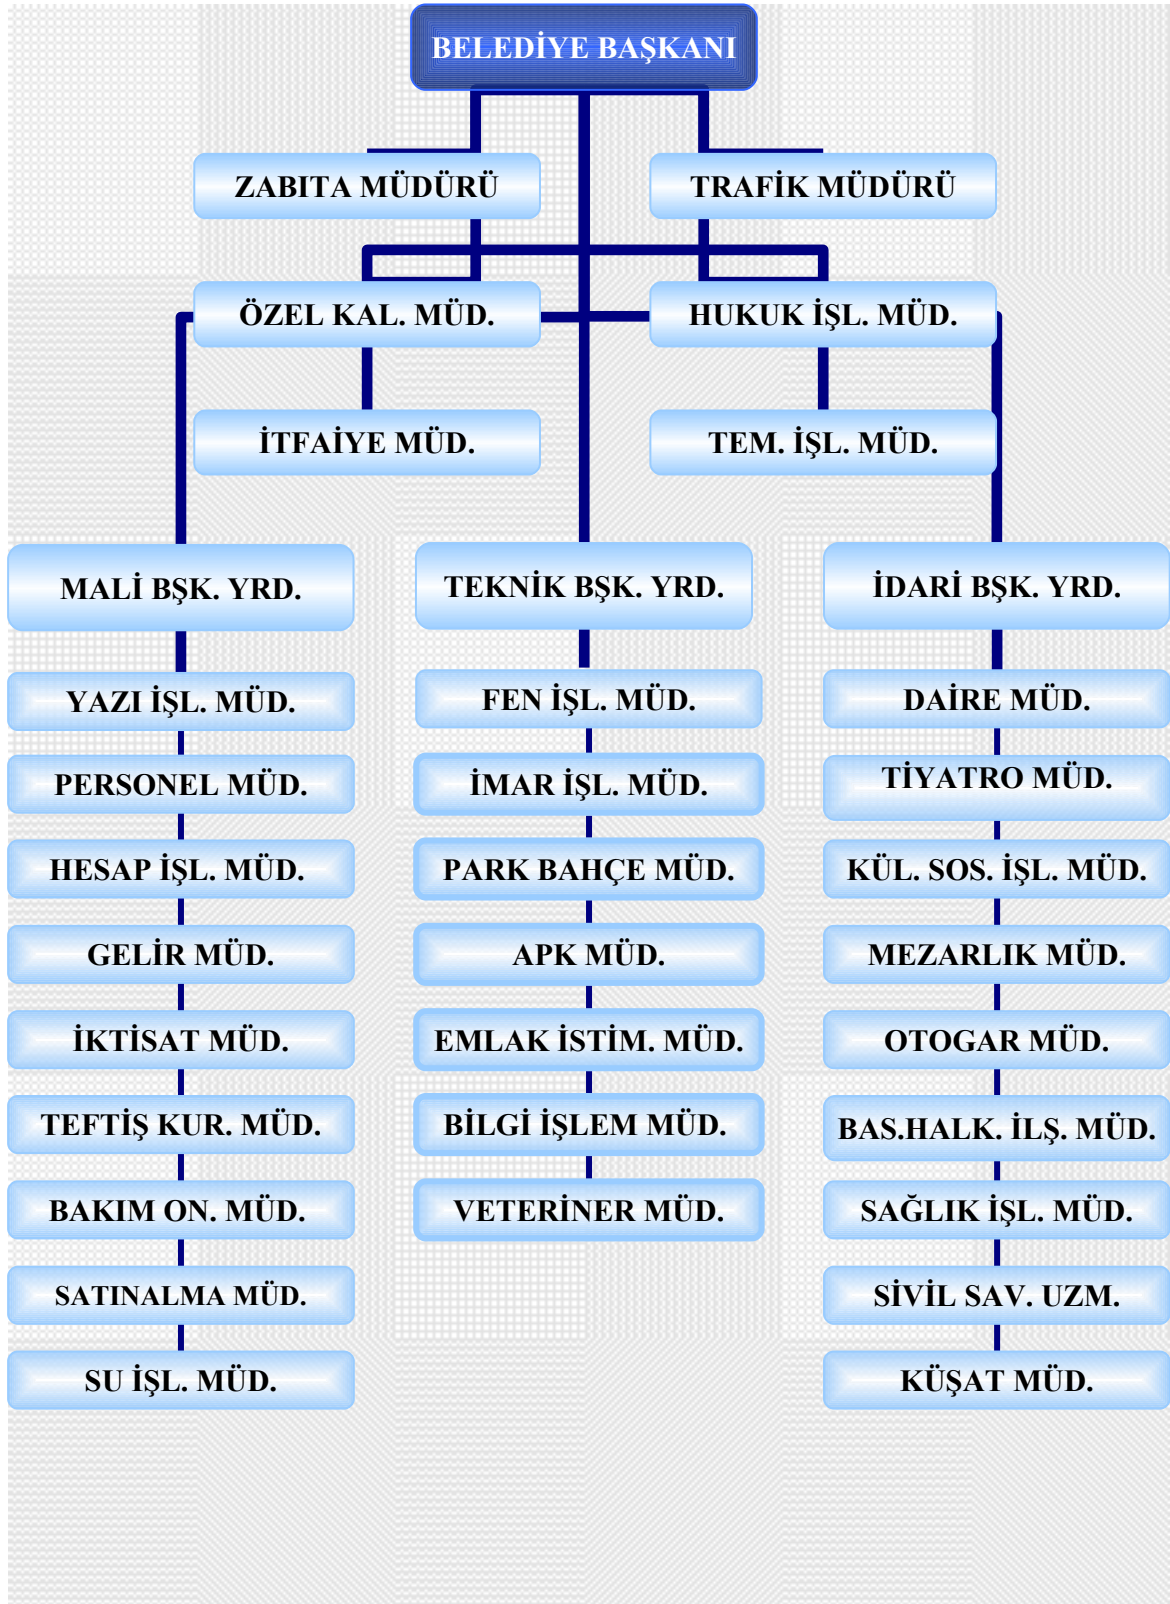 BELEDİYE BAŞKANI
ZABITA MÜDÜRÜ
TRAFİK MÜDÜRÜ
ÖZEL KAL. MÜD.
HUKUK İŞL. MÜD.
İTFAİYE MÜD.
TEM. İŞL. MÜD.
MALİ BŞK. YRD.
TEKNİK BŞK. YRD.
İDARİ BŞK. YRD.
YAZI İŞL. MÜD.
FEN İŞL. MÜD.
DAİRE MÜD.
PERSONEL MÜD.
İMAR İŞL. MÜD.
TİYATRO MÜD.
HESAP İŞL. MÜD.
PARK BAHÇE MÜD.
KÜL. SOS. İŞL. MÜD.
GELİR MÜD.
APK MÜD.
MEZARLIK MÜD.
İKTİSAT MÜD.
EMLAK İSTİM. MÜD.
OTOGAR MÜD.
TEFTİŞ KUR. MÜD.
BİLGİ İŞLEM MÜD.
BAS.HALK. İLŞ. MÜD.
BAKIM ON. MÜD.
VETERİNER MÜD.
SAĞLIK İŞL. MÜD.
SATINALMA MÜD.
SİVİL SAV. UZM.
SU İŞL. MÜD.
KÜŞAT MÜD.